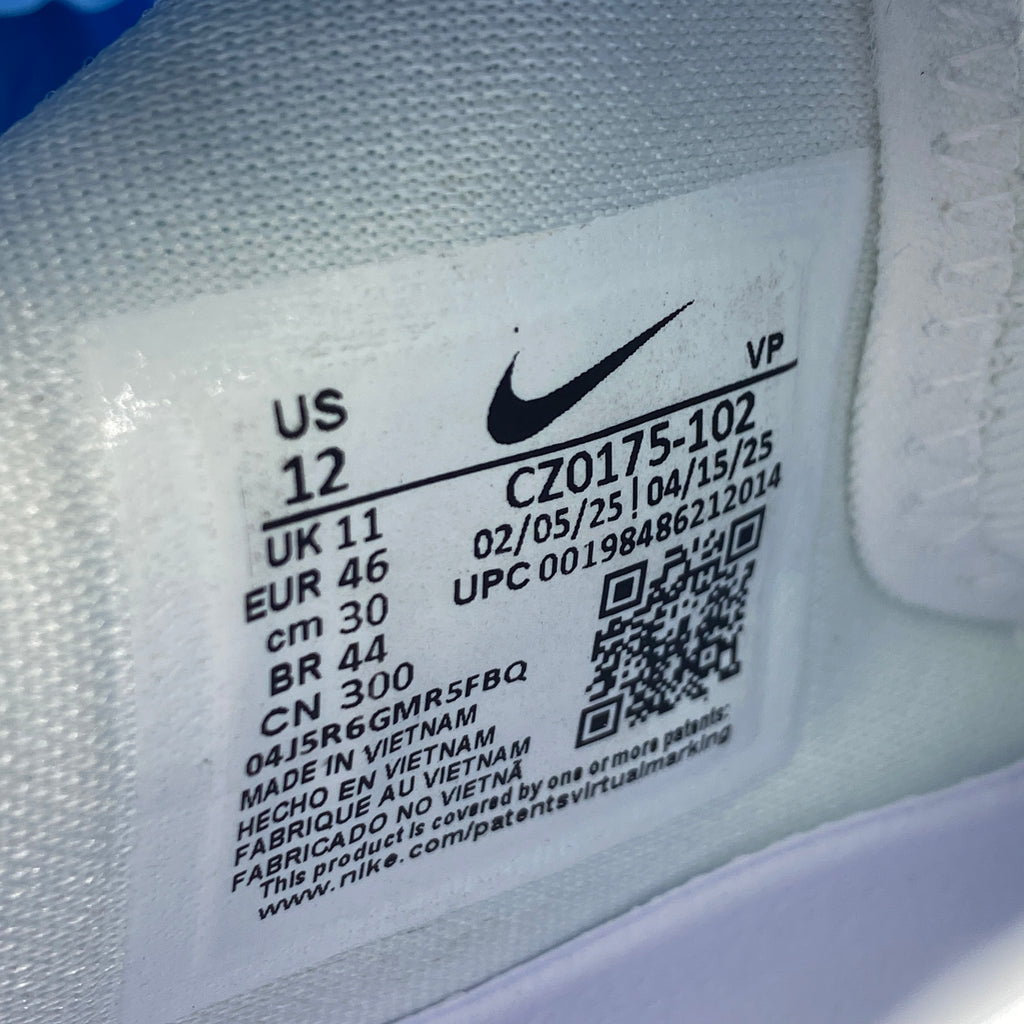 US
12
VP
CZ0175-102
02/05/25 | 04/15/25
UPC 00198486212014
UK 11
EUR 46
cm 30
BR 44
CN 300
04J5R6GMR5FBQ
MADE IN VIETNAM
HECHO EN VIETNAM
FABRIQUE AU VIETNAM
FABRICADO NO VIETNÃ
This product is covered by one or more patents:
www.nike.com/patentsvirtualmarking